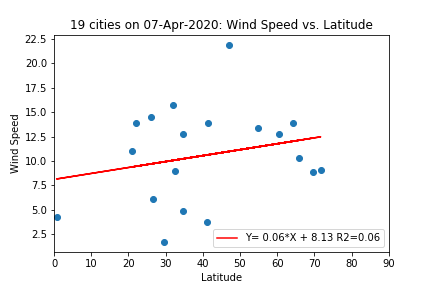 19 cities on 07-Apr-2020: Wind Speed vs. Latitude
22.5
20.0
17.5
15.0
12.5
10.0
7.5
5.0
2.5
Wind Speed
Y= 0.06*X + 8.13 R2=0.06
0 10 20 30 40 50 60 70 80 90
Latitude